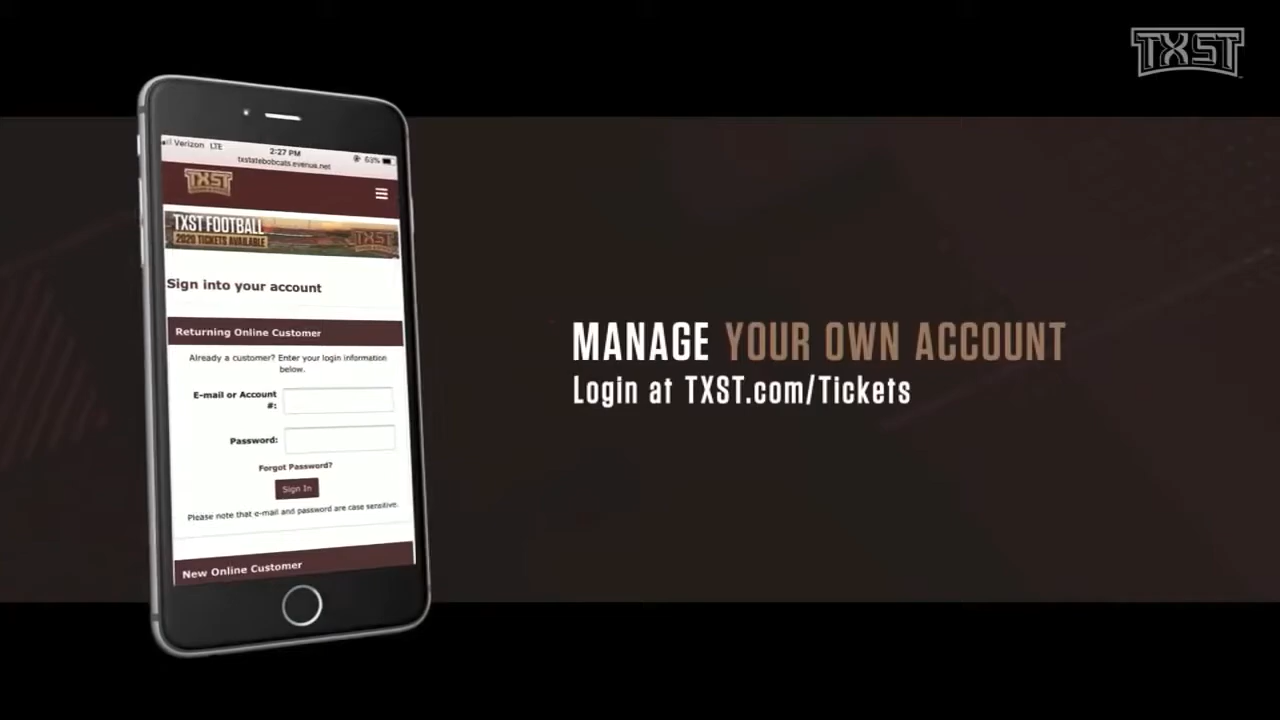 TXST
Verizon LTE
2:27 PM
63%
txstatebobcats.evenue.net
TXST
TXST FOOTBALL
2020 TICKETS AVAILABLE
TXST
Sign into your account
Returning Online Customer
Already a customer? Enter your login information
below.
E-mail or Account
#:
Password:
Forgot Password?
Sign In
Please note that e-mail and password are case sensitive.
New Online Customer
MANAGE YOUR OWN ACCOUNT
Login at TXST.com/Tickets